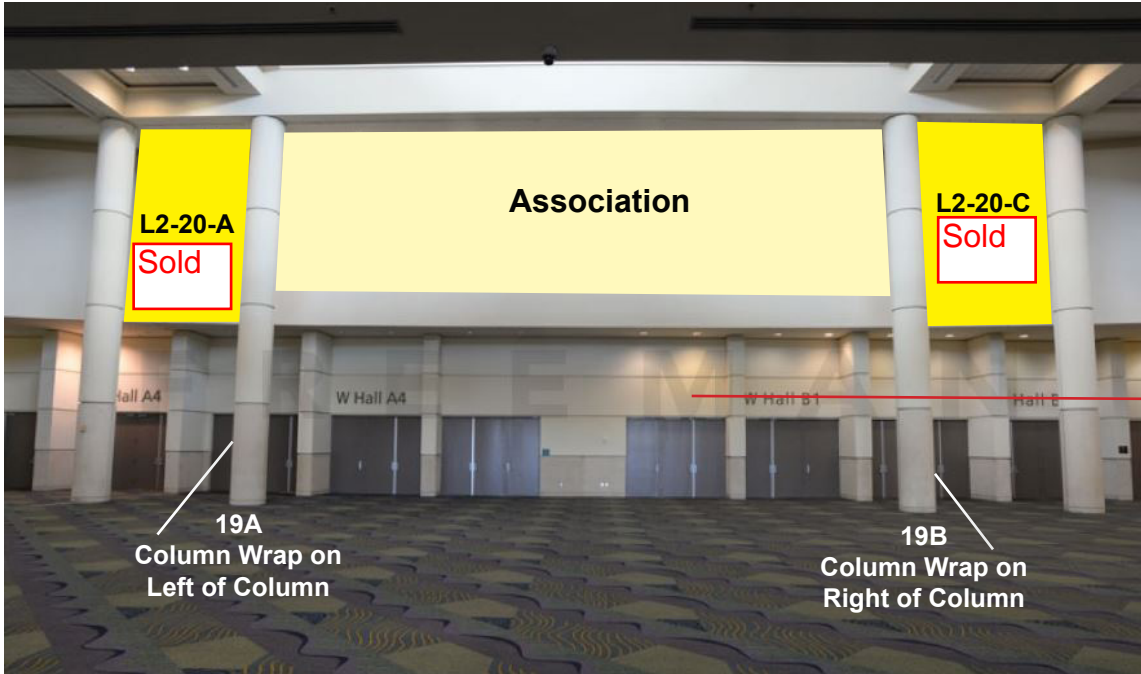 Association
L2-20-A
Sold
L2-20-C
Sold
FREEMAN
Hall A4
W Hall A4
W Hall B1
Hall
19A
Column Wrap on
Left of Column
19B
Column Wrap on
Right of Column